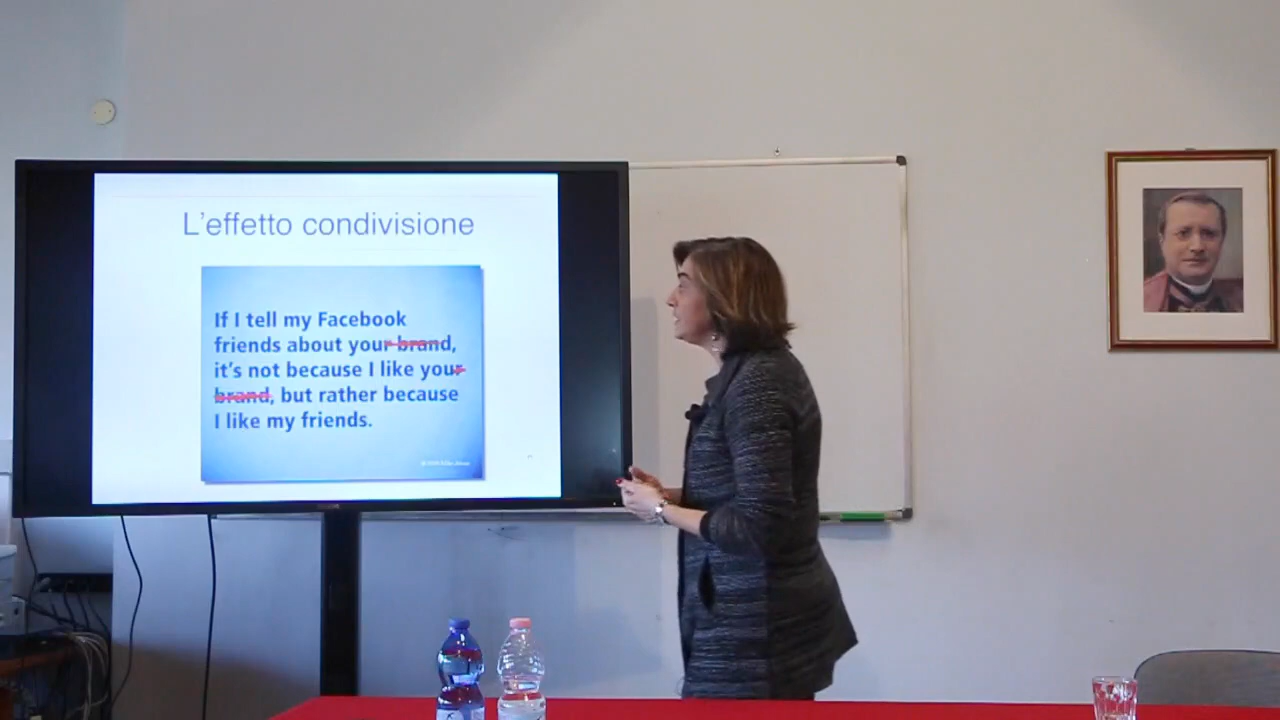 L'effetto condivisione
If I tell my Facebook
friends about your brand,
it's not because I like your
brand, but rather because
I like my friends.